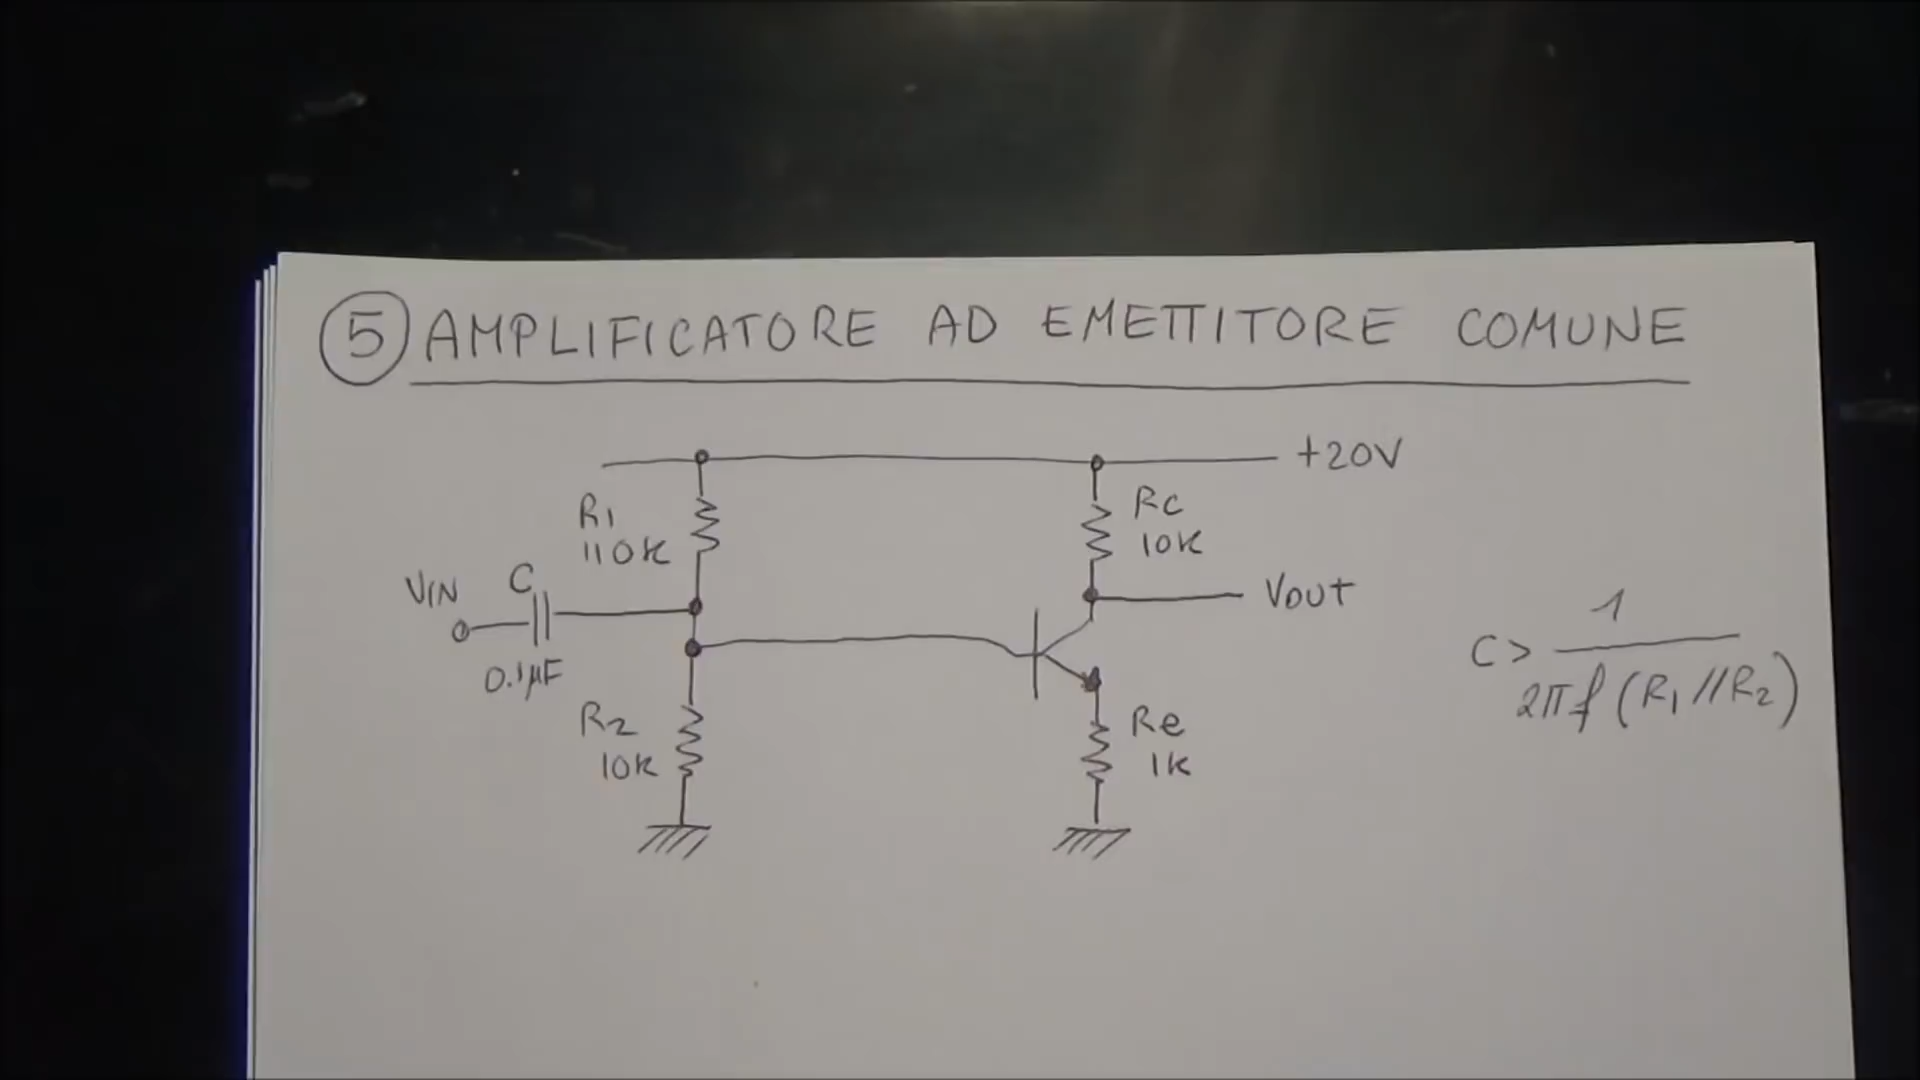 5 AMPLIFICATORE AD EMETTITORE COMUNE
+20V
R1
110K
Rc
10K
VIN
C
0.1µF
VOUT
C > 1
2πf (R1 // R2)
R2
10K
Re
1K